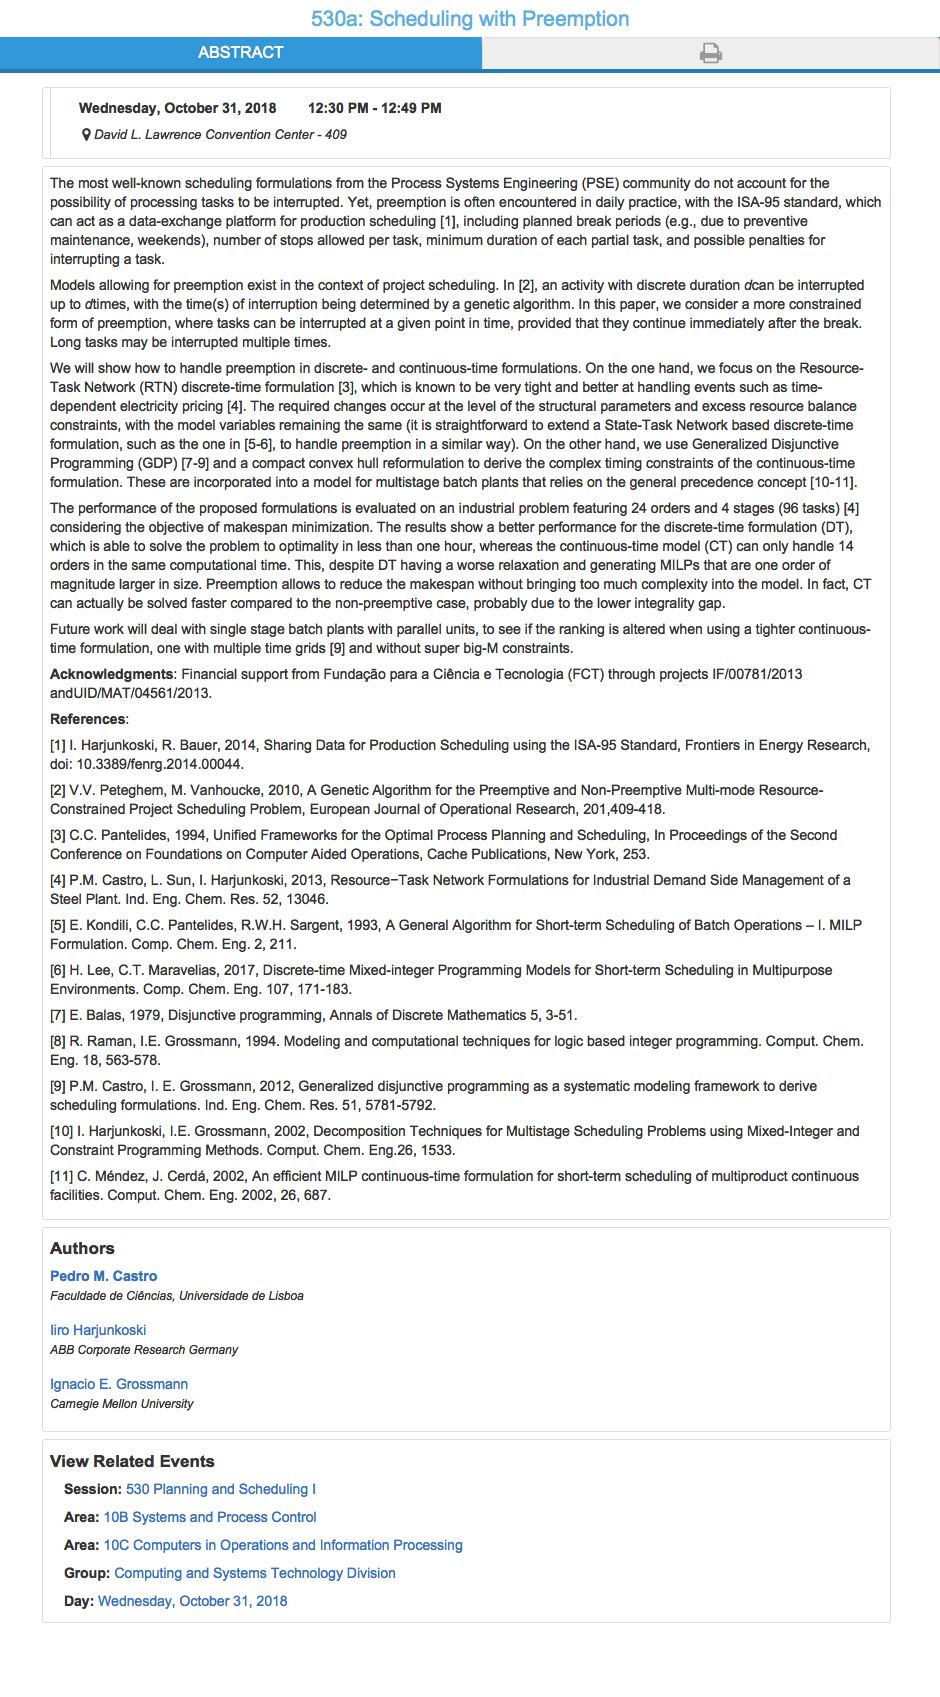 530a: Scheduling with Preemption
ABSTRACT
Wednesday, October 31, 2018 12:30 PM - 12:49 PM
David L. Lawrence Convention Center - 409
The most well-known scheduling formulations from the Process Systems Engineering (PSE) community do not account for the
possibility of processing tasks to be interrupted. Yet, preemption is often encountered in daily practice, with the ISA-95 standard, which
can act as a data-exchange platform for production scheduling [1], including planned break periods (e.g., due to preventive
maintenance, weekends), number of stops allowed per task, minimum duration of each partial task, and possible penalties for
interrupting a task.
Models allowing for preemption exist in the context of project scheduling. In [2], an activity with discrete duration dcan be interrupted
up to dtimes, with the time(s) of interruption being determined by a genetic algorithm. In this paper, we consider a more constrained
form of preemption, where tasks can be interrupted at a given point in time, provided that they continue immediately after the break.
Long tasks may be interrupted multiple times.
We will show how to handle preemption in discrete- and continuous-time formulations. On the one hand, we focus on the Resource-
Task Network (RTN) discrete-time formulation [3], which is known to be very tight and better at handling events such as time-
dependent electricity pricing [4]. The required changes occur at the level of the structural parameters and excess resource balance
constraints, with the model variables remaining the same (it is straightforward to extend a State-Task Network based discrete-time
formulation, such as the one in [5-6], to handle preemption in a similar way). On the other hand, we use Generalized Disjunctive
Programming (GDP) [7-9] and a compact convex hull reformulation to derive the complex timing constraints of the continuous-time
formulation. These are incorporated into a model for multistage batch plants that relies on the general precedence concept [10-11].
The performance of the proposed formulations is evaluated on an industrial problem featuring 24 orders and 4 stages (96 tasks) [4]
considering the objective of makespan minimization. The results show a better performance for the discrete-time formulation (DT),
which is able to solve the problem to optimality in less than one hour, whereas the continuous-time model (CT) can only handle 14
orders in the same computational time. This, despite DT having a worse relaxation and generating MILPs that are one order of
magnitude larger in size. Preemption allows to reduce the makespan without bringing too much complexity into the model. In fact, CT
can actually be solved faster compared to the non-preemptive case, probably due to the lower integrality gap.
Future work will deal with single stage batch plants with parallel units, to see if the ranking is altered when using a tighter continuous-
time formulation, one with multiple time grids [9] and without super big-M constraints.
Acknowledgments: Financial support from Fundação para a Ciência e Tecnologia (FCT) through projects IF/00781/2013
andUID/MAT/04561/2013.
References:
[1] I. Harjunkoski, R. Bauer, 2014, Sharing Data for Production Scheduling using the ISA-95 Standard, Frontiers in Energy Research,
doi: 10.3389/fenrg.2014.00044.
[2] V.V. Peteghem, M. Vanhoucke, 2010, A Genetic Algorithm for the Preemptive and Non-Preemptive Multi-mode Resource-
Constrained Project Scheduling Problem, European Journal of Operational Research, 201,409-418.
[3] C.C. Pantelides, 1994, Unified Frameworks for the Optimal Process Planning and Scheduling, In Proceedings of the Second
Conference on Foundations on Computer Aided Operations, Cache Publications, New York, 253.
[4] P.M. Castro, L. Sun, I. Harjunkoski, 2013, Resource−Task Network Formulations for Industrial Demand Side Management of a
Steel Plant. Ind. Eng. Chem. Res. 52, 13046.
[5] E. Kondili, C.C. Pantelides, R.W.H. Sargent, 1993, A General Algorithm for Short-term Scheduling of Batch Operations – I. MILP
Formulation. Comp. Chem. Eng. 2, 211.
[6] H. Lee, C.T. Maravelias, 2017, Discrete-time Mixed-integer Programming Models for Short-term Scheduling in Multipurpose
Environments. Comp. Chem. Eng. 107, 171-183.
[7] E. Balas, 1979, Disjunctive programming, Annals of Discrete Mathematics 5, 3-51.
[8] R. Raman, I.E. Grossmann, 1994. Modeling and computational techniques for logic based integer programming. Comput. Chem.
Eng. 18, 563-578.
[9] P.M. Castro, I. E. Grossmann, 2012, Generalized disjunctive programming as a systematic modeling framework to derive
scheduling formulations. Ind. Eng. Chem. Res. 51, 5781-5792.
[10] I. Harjunkoski, I.E. Grossmann, 2002, Decomposition Techniques for Multistage Scheduling Problems using Mixed-Integer and
Constraint Programming Methods. Comput. Chem. Eng.26, 1533.
[11] C. Méndez, J. Cerdá, 2002, An efficient MILP continuous-time formulation for short-term scheduling of multiproduct continuous
facilities. Comput. Chem. Eng. 2002, 26, 687.
Authors
Pedro M. Castro
Faculdade de Ciências, Universidade de Lisboa
Iiro Harjunkoski
ABB Corporate Research Germany
Ignacio E. Grossmann
Carnegie Mellon University
View Related Events
Session: 530 Planning and Scheduling I
Area: 10B Systems and Process Control
Area: 10C Computers in Operations and Information Processing
Group: Computing and Systems Technology Division
Day: Wednesday, October 31, 2018